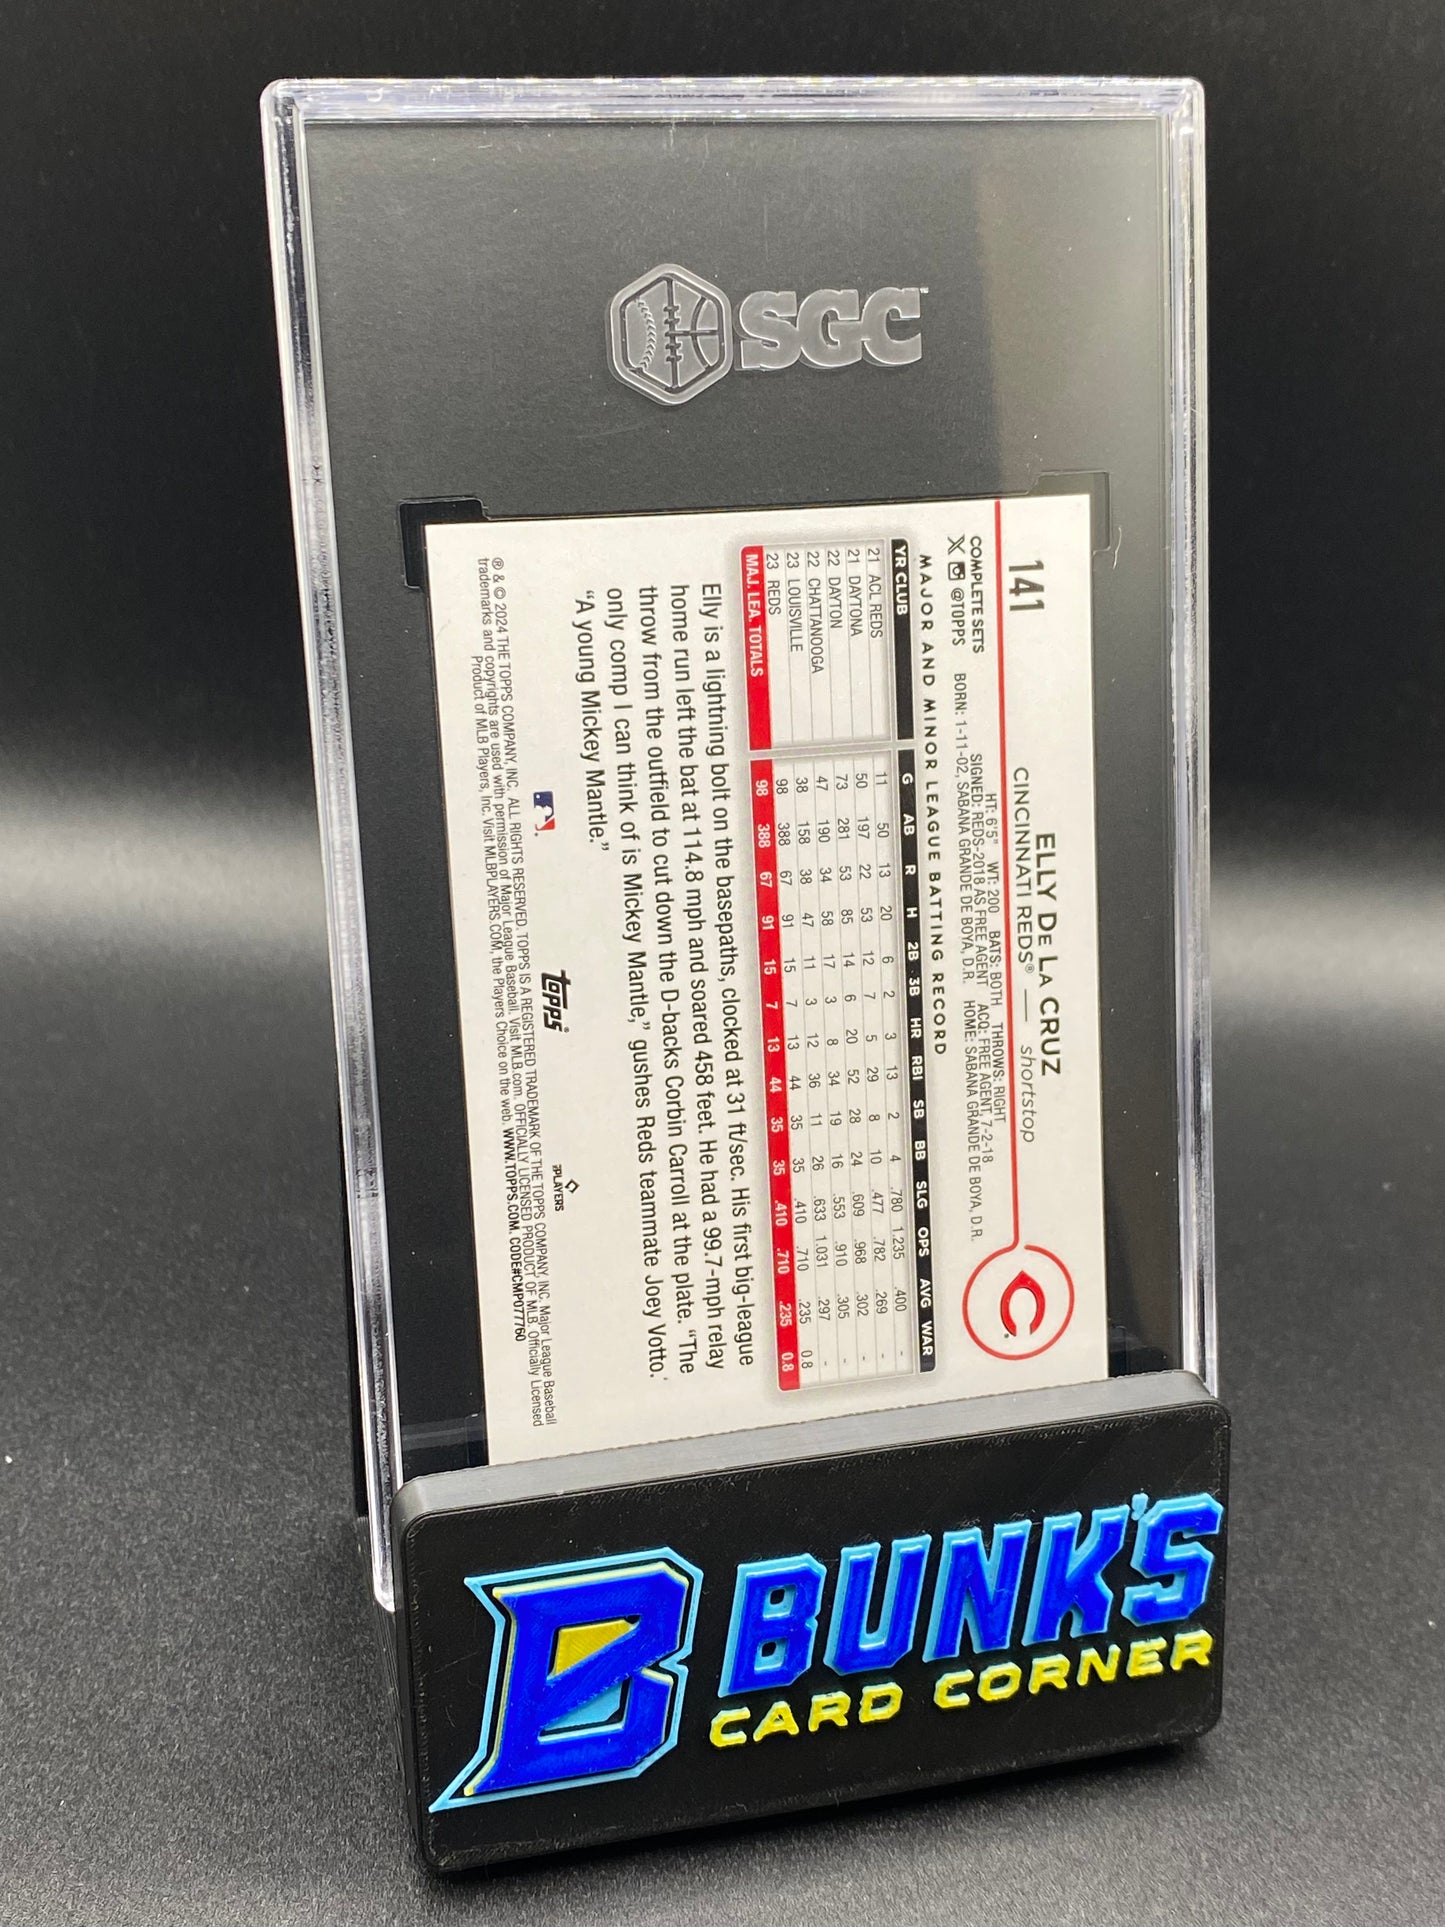 SGC
141
ELLY DE LA CRUZ
CINCINNATI REDS® — shortstop
HT: 6'5" WT: 200 BATS: BOTH THROWS: RIGHT
COMPLETE SETS SIGNED: REDS-2018 AS FREE AGENT ACQ: FREE AGENT, 7-2-18
@TOPPS BORN: 1-11-02, SABANA GRANDE DE BOYA, D.R. HOME: SABANA GRANDE DE BOYA, D.R.
MAJOR AND MINOR LEAGUE BATTING RECORD
YR CLUB G AB R H 2B 3B HR RBI SB BB SLG OPS AVG WAR
21 ACL REDS 11 50 13 20 6 2 3 13 2 4 .780 1.235 .400 -
21 DAYTONA 50 197 22 53 12 7 5 29 8 10 .477 .782 .269 -
22 DAYTON 73 281 53 85 14 6 20 52 28 24 .609 .968 .302 -
22 CHATTANOOGA 47 190 34 58 17 3 8 34 19 16 .553 .910 .305 -
23 LOUISVILLE 38 158 38 47 11 3 12 36 11 26 .633 1.031 .297 -
23 REDS 98 388 67 91 15 7 13 44 35 35 .410 .710 .235 0.8
MAJ. LEA. TOTALS 98 388 67 91 15 7 13 44 35 35 .410 .710 .235 0.8
Elly is a lightning bolt on the basepaths, clocked at 31 ft/sec. His first big-league
home run left the bat at 114.8 mph and soared 458 feet. He had a 99.7-mph relay
throw from the outfield to cut down the D-backs Corbin Carroll at the plate. “The
only comp I can think of is Mickey Mantle,” gushes Reds teammate Joey Votto.
“A young Mickey Mantle.”
topps®
PLAYERS
® & © 2024 THE TOPPS COMPANY, INC. ALL RIGHTS RESERVED. TOPPS IS A REGISTERED TRADEMARK OF THE TOPPS COMPANY, INC. Major League Baseball
trademarks and copyrights are used with permission of Major League Baseball. Visit MLB.com. OFFICIALLY LICENSED PRODUCT OF MLB. Officially Licensed
Product of MLB Players, Inc. Visit MLBPLAYERS.COM, the Players Choice on the web. WWW.TOPPS.COM. CODE#CMP077760
B BUNK'S
CARD CORNER